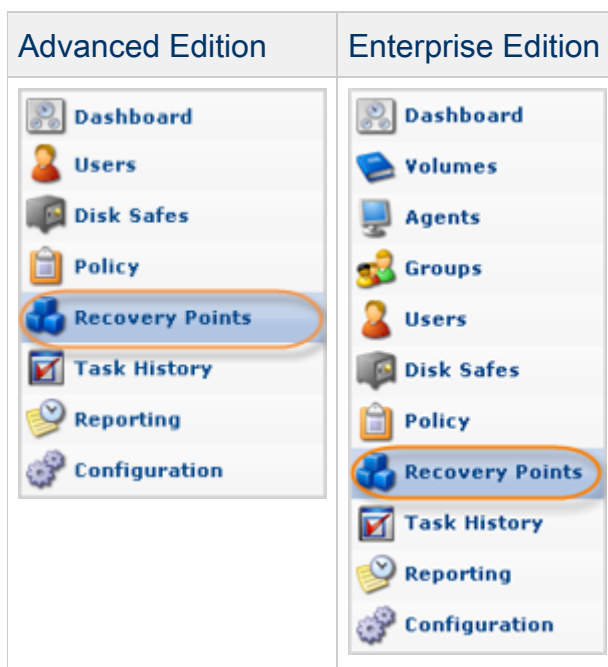 Advanced Edition
Enterprise Edition
Dashboard
Users
Disk Safes
Policy
Recovery Points
Task History
Reporting
Configuration
Dashboard
Volumes
Agents
Groups
Users
Disk Safes
Policy
Recovery Points
Task History
Reporting
Configuration